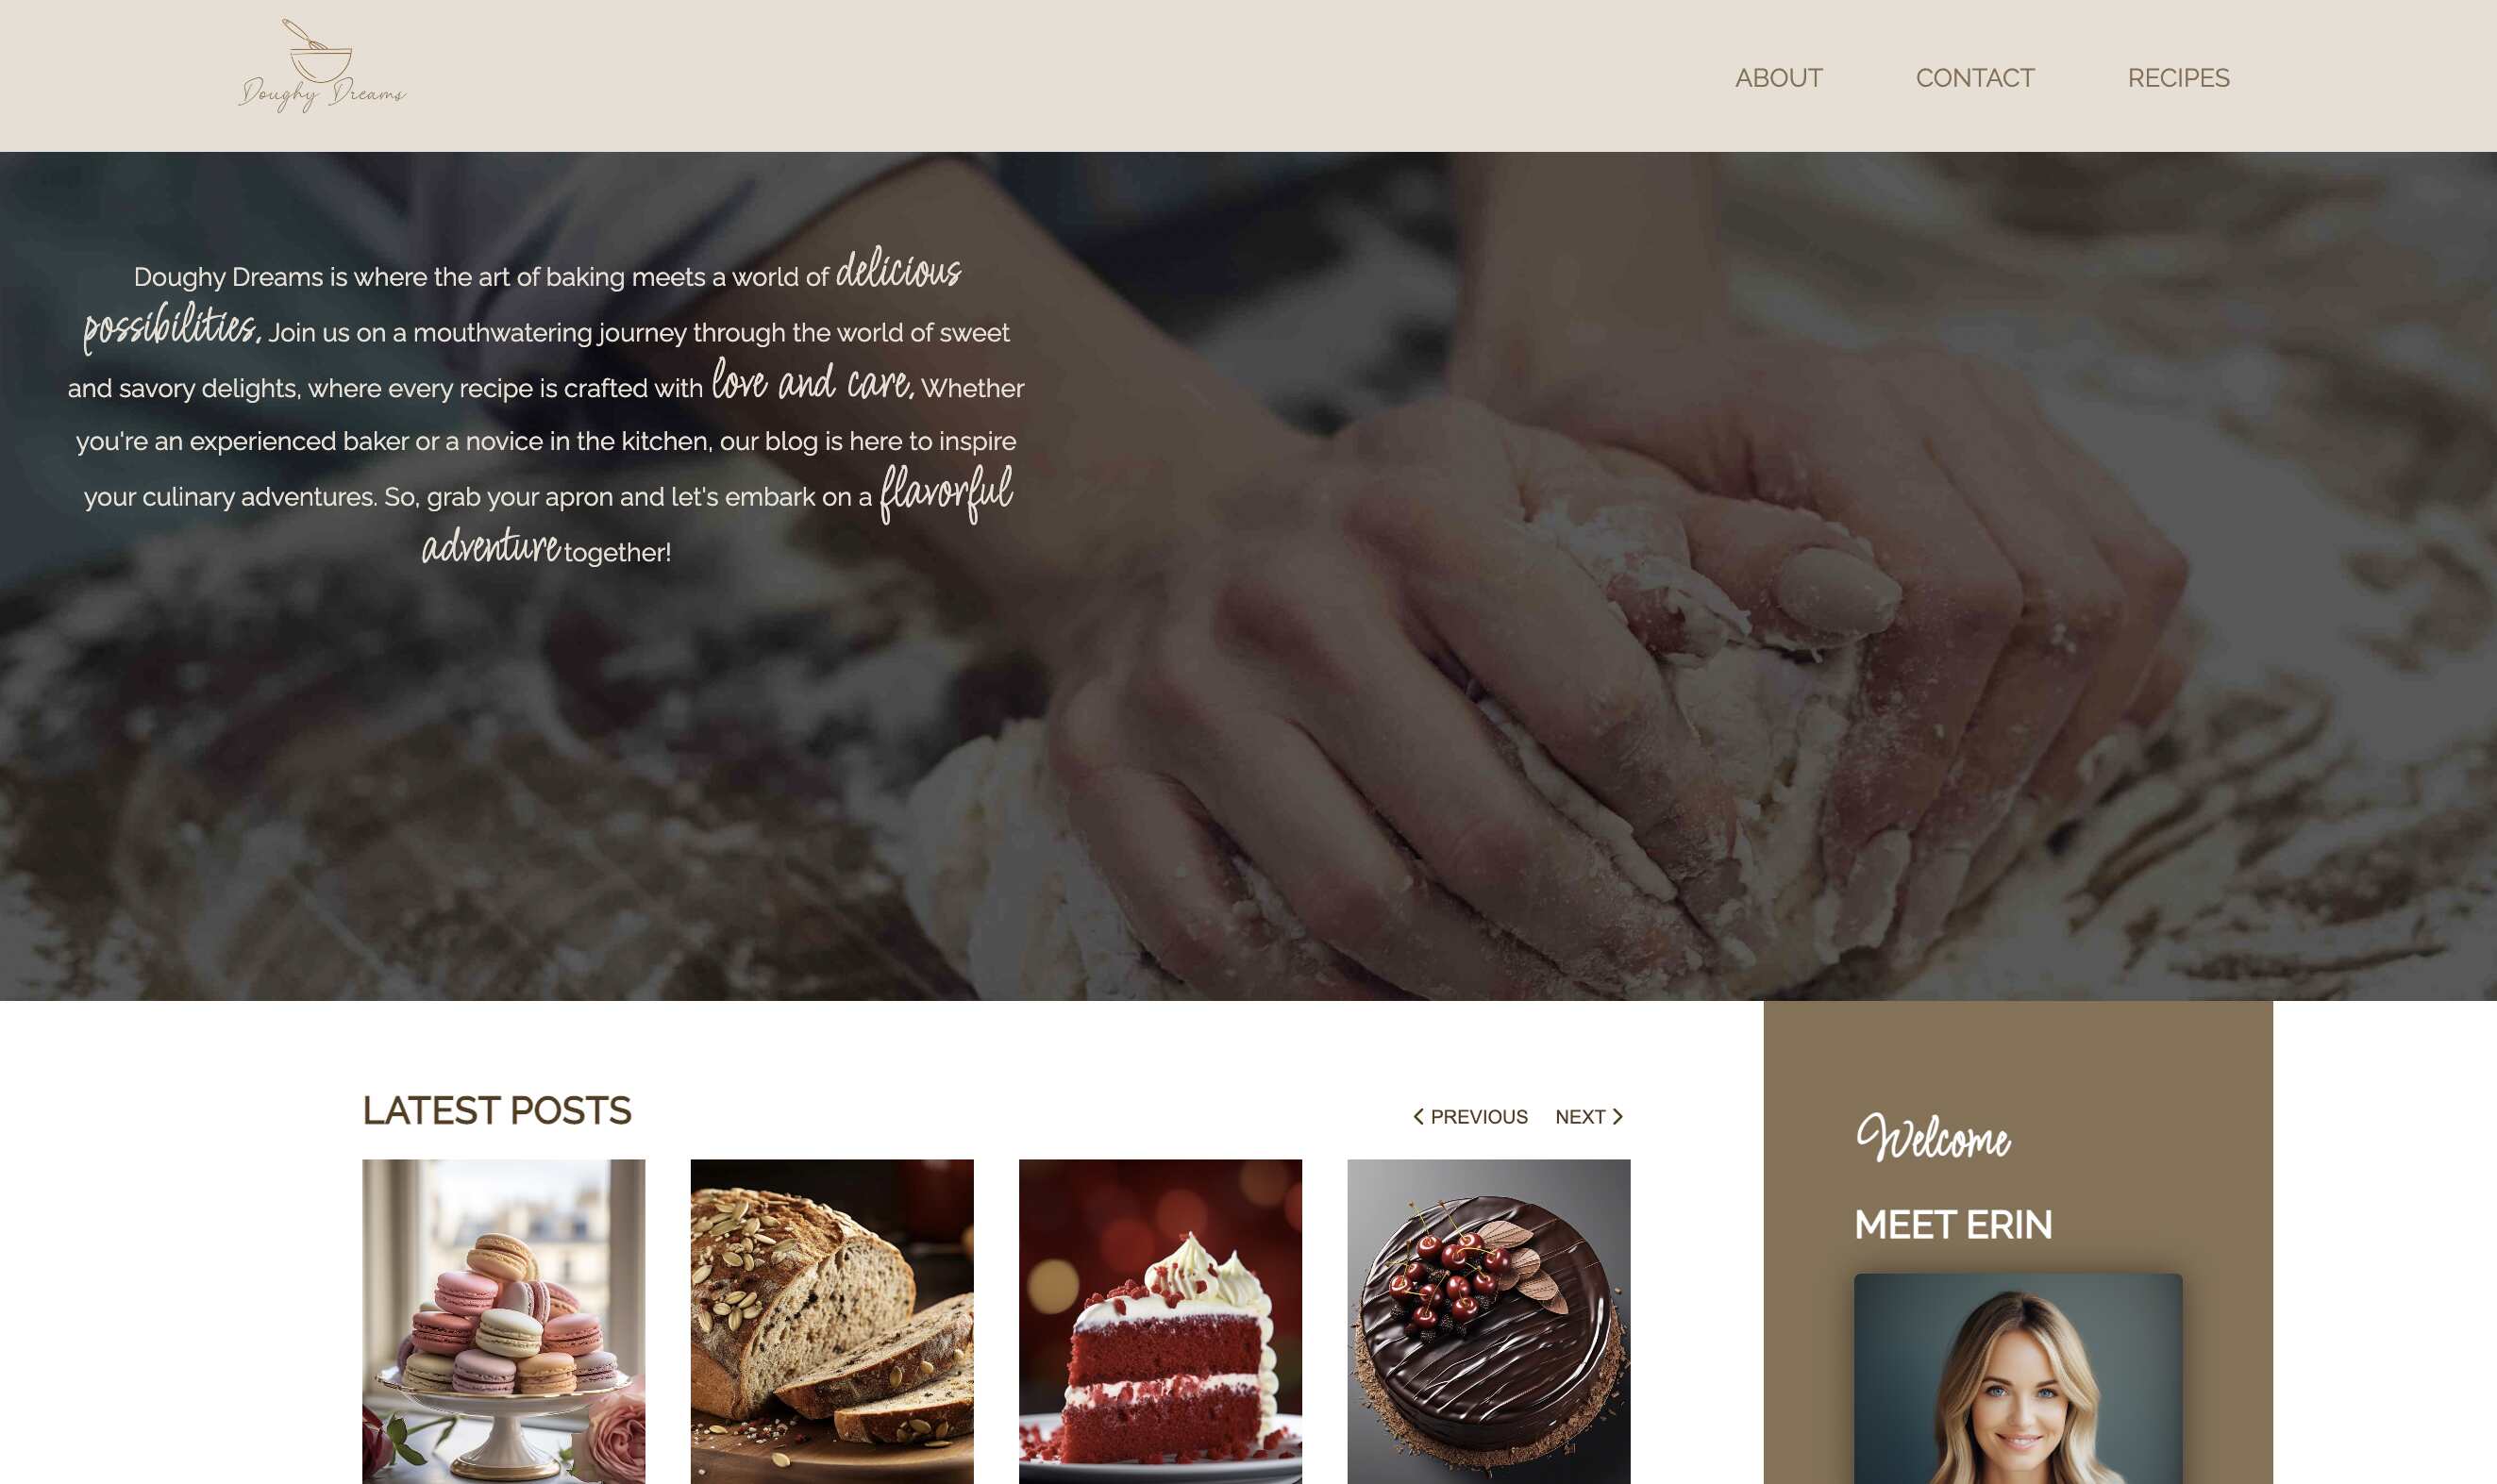 Doughy Dreams
ABOUT
CONTACT
RECIPES
Doughy Dreams is where the art of baking meets a world of delicious
possibilities. Join us on a mouthwatering journey through the world of sweet
and savory delights, where every recipe is crafted with love and care. Whether
you're an experienced baker or a novice in the kitchen, our blog is here to inspire
your culinary adventures. So, grab your apron and let's embark on a flavorful
adventure together!
LATEST POSTS
PREVIOUS
NEXT
Welcome
MEET ERIN